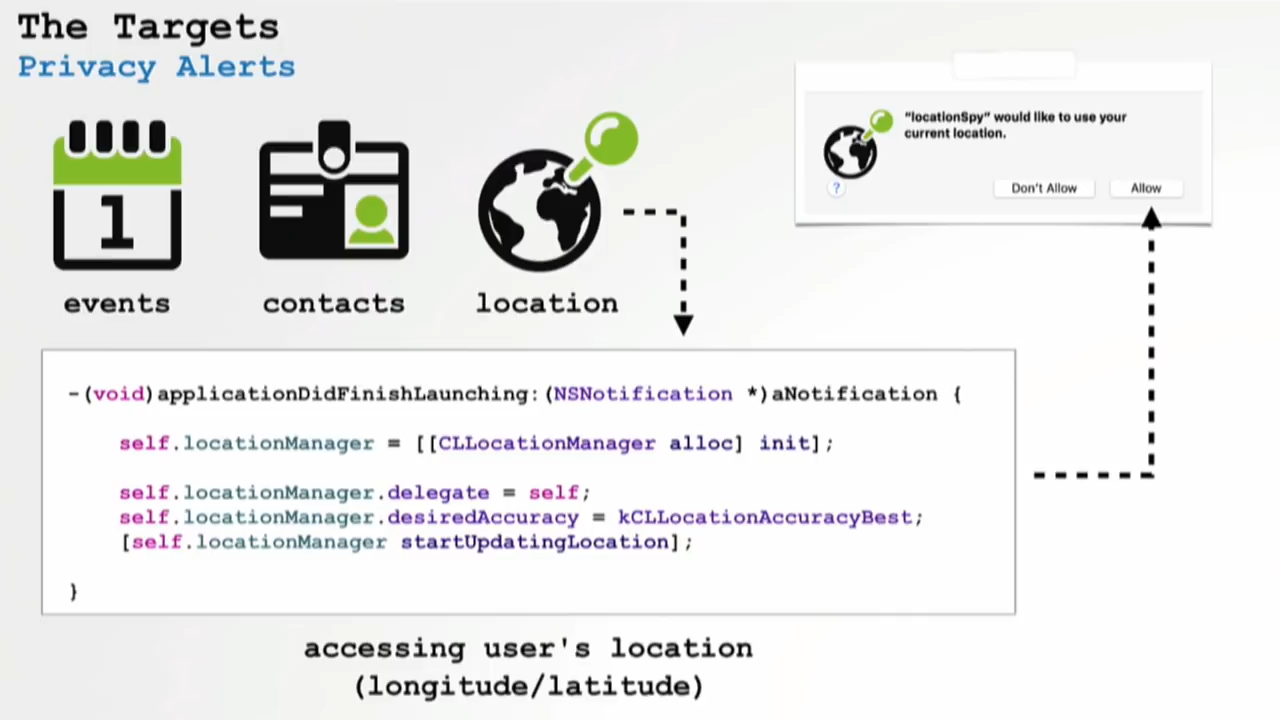 The Targets
Privacy Alerts
1
events
contacts
location
"locationSpy" would like to use your
current location.
?
Don't Allow
Allow
-(void)applicationDidFinishLaunching:(NSNotification *)aNotification {
self.locationManager = [[CLLocationManager alloc] init];
self.locationManager.delegate = self;
self.locationManager.desiredAccuracy = kCLLocationAccuracyBest;
[self.locationManager startUpdatingLocation];
}
accessing user's location
(longitude/latitude)